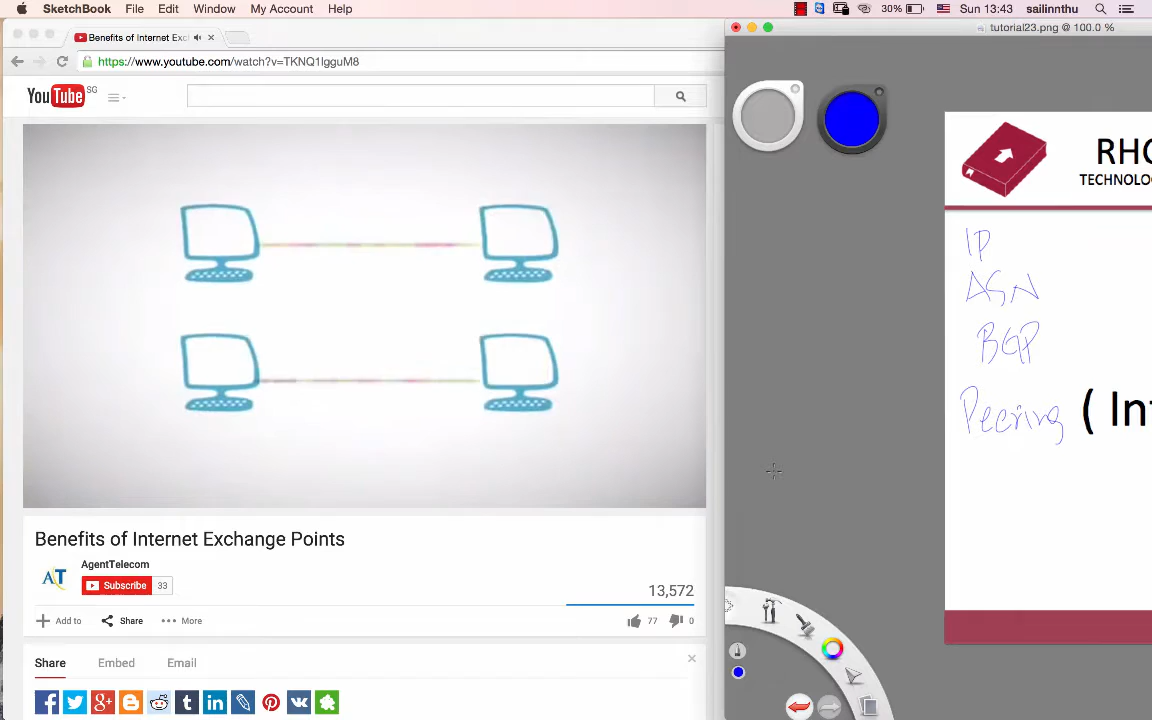 SketchBook File Edit Window My Account Help 30% Sun 13:43 sailinnthu
Benefits of Internet Exc
tutorial23.png @ 100.0 %
https://www.youtube.com/watch?v=TKNQ1lgguM8
YouTube SG
RHO
TECHNOLO
IP
ASN
BGP
Peering ( Int
Benefits of Internet Exchange Points
AT
AgentTelecom
Subscribe 33
13,572
Add to Share More 77 0
Share Embed Email